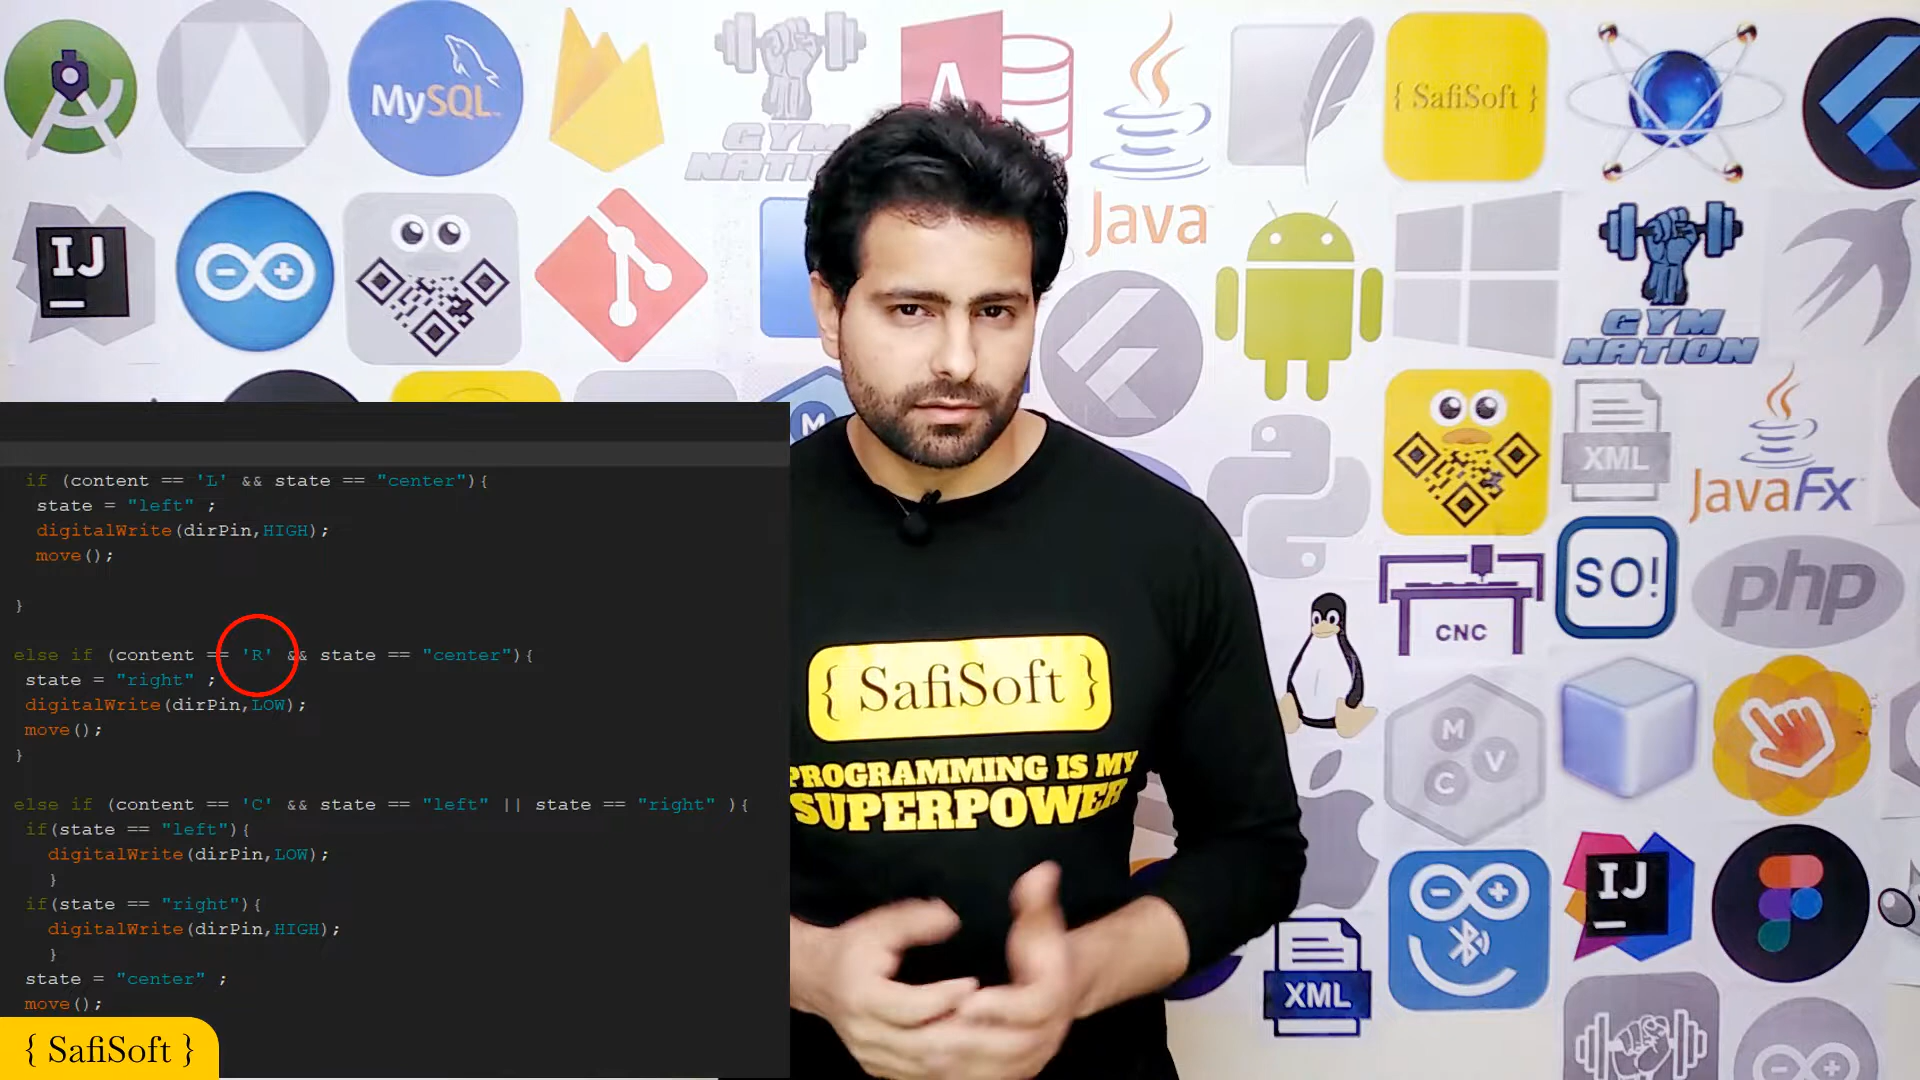 MySQL
GYM
NATION
A
{ SafiSoft }
IJ
Java
GYM
NATION
M
XML
JavaFx
if (content == 'L' && state == "center"){
state = "left" ;
digitalWrite(dirPin,HIGH);
move();
}
else if (content == 'R' && state == "center"){
state = "right" ;
digitalWrite(dirPin,LOW);
move();
}
else if (content == 'C' && state == "left" || state == "right" ){
if(state == "left"){
digitalWrite(dirPin,LOW);
}
if(state == "right"){
digitalWrite(dirPin,HIGH);
}
state = "center" ;
move();
{ SafiSoft }
{ SafiSoft }
PROGRAMMING IS MY
SUPERPOWER
CNC
SO!
php
M
V
C
IJ
XML